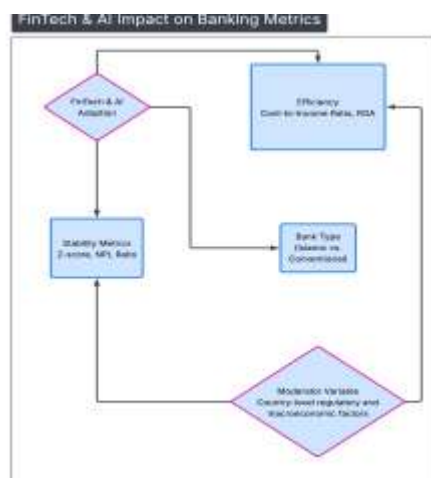 FinTech & AI Impact on Banking Metrics
FinTech & AI
Adoption
Efficiency
Cost-to-Income Ratio, ROA
Stability Metrics
Z-score, NPL Ratio
Bank Type
(Islamic vs.
Conventional)
Moderator Variable
Country-level regulatory and
macroeconomic factors